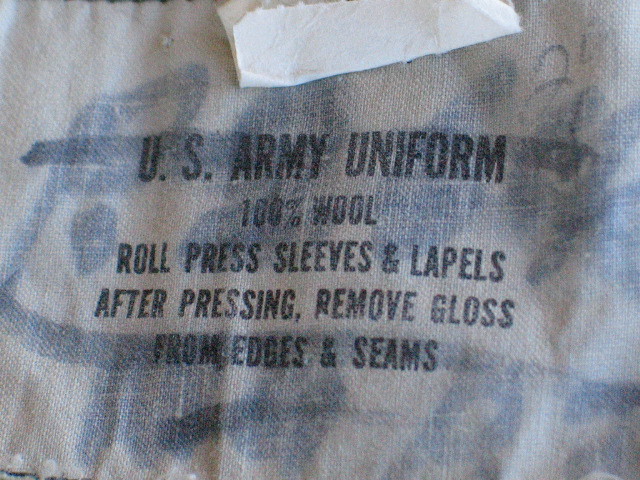 U. S. ARMY UNIFORM
100% WOOL
ROLL PRESS SLEEVES & LAPELS
AFTER PRESSING, REMOVE GLOSS
FROM EDGES & SEAMS